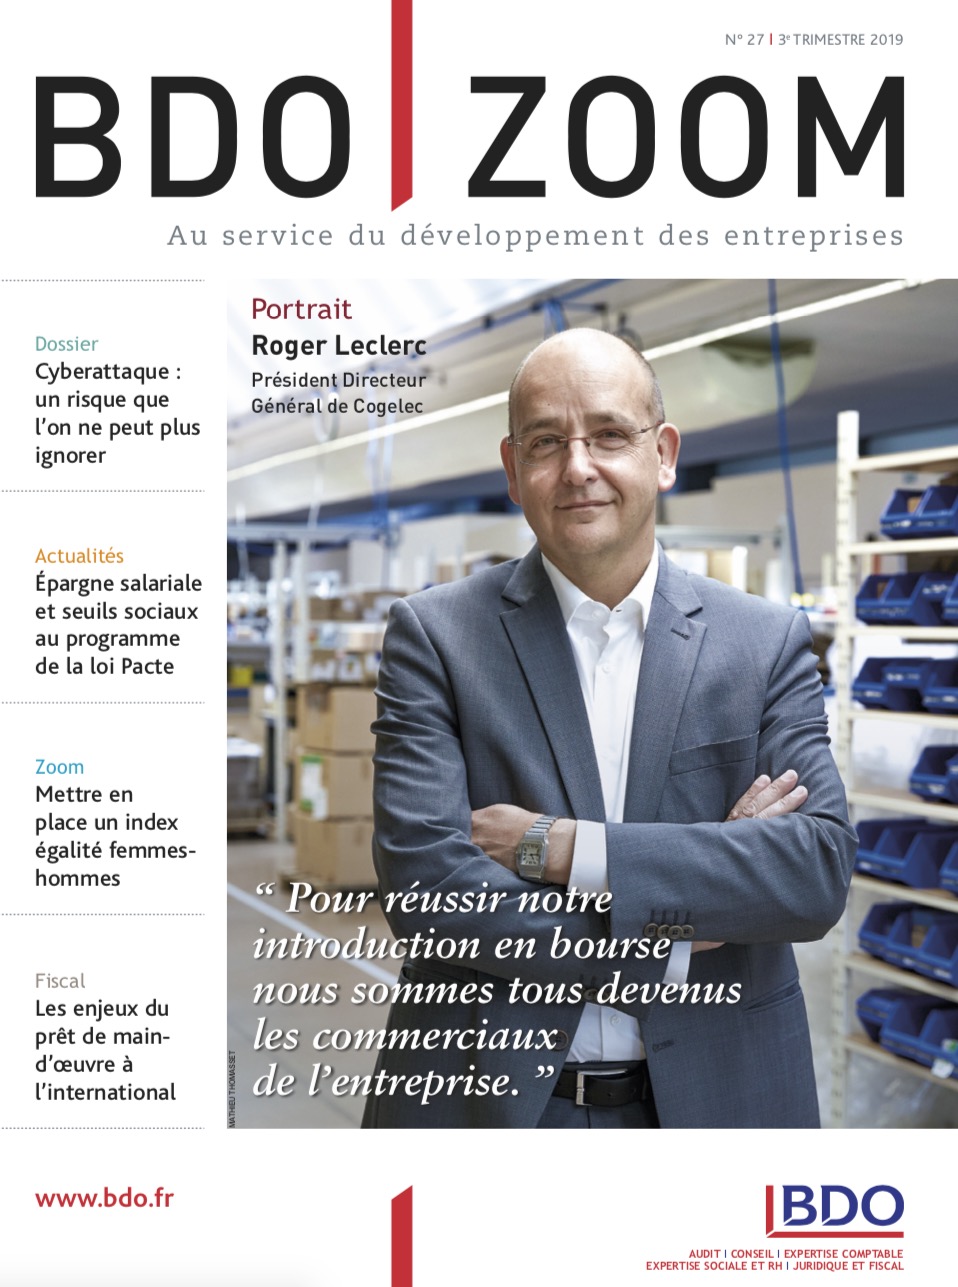 N° 27 | 3e TRIMESTRE 2019
BDO ZOOM
Au service du développement des entreprises
Dossier
Cyberattaque :
un risque que
l'on ne peut plus
ignorer
Actualités
Épargne salariale
et seuils sociaux
au programme
de la loi Pacte
Zoom
Mettre en
place un index
égalité femmes-
hommes
Fiscal
Les enjeux du
prêt de main-
d'œuvre à
l'international
Portrait
Roger Leclerc
Président Directeur
Général de Cogelec
“ Pour réussir notre
introduction en bourse
nous sommes tous devenus
les commerciaux
de l'entreprise. ”
MATHIEU THOMASSET
www.bdo.fr
BDO
AUDIT | CONSEIL | EXPERTISE COMPTABLE
EXPERTISE SOCIALE ET RH | JURIDIQUE ET FISCAL